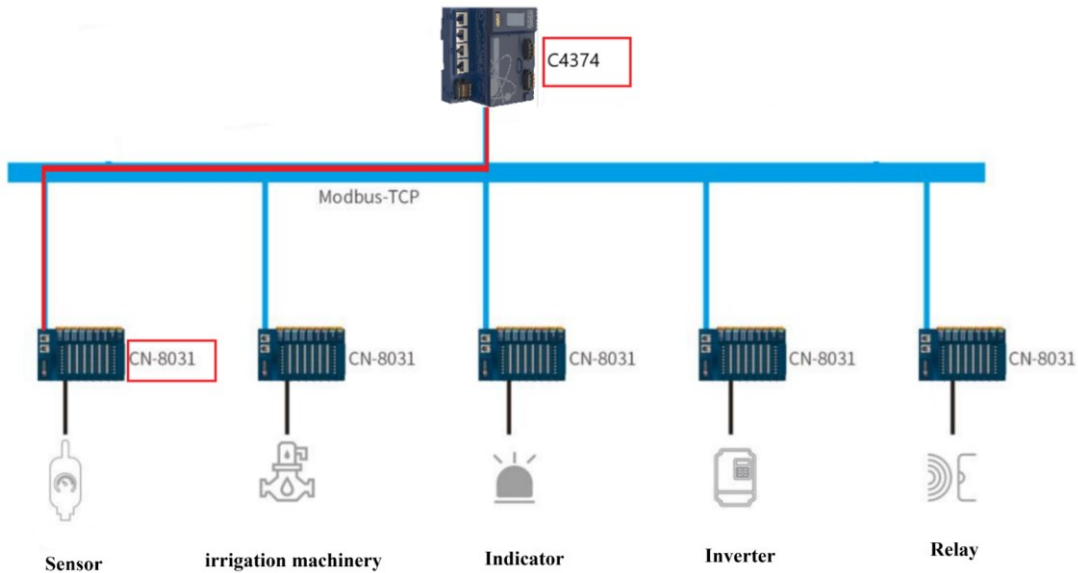 C4374
Modbus-TCP
CN-8031
CN-8031
CN-8031
CN-8031
CN-8031
Sensor
irrigation machinery
Indicator
Inverter
Relay